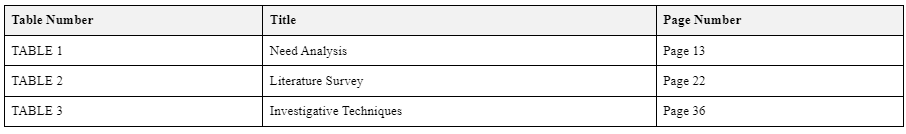 Table Number Title Page Number
TABLE 1 Need Analysis Page 13
TABLE 2 Literature Survey Page 22
TABLE 3 Investigative Techniques Page 36